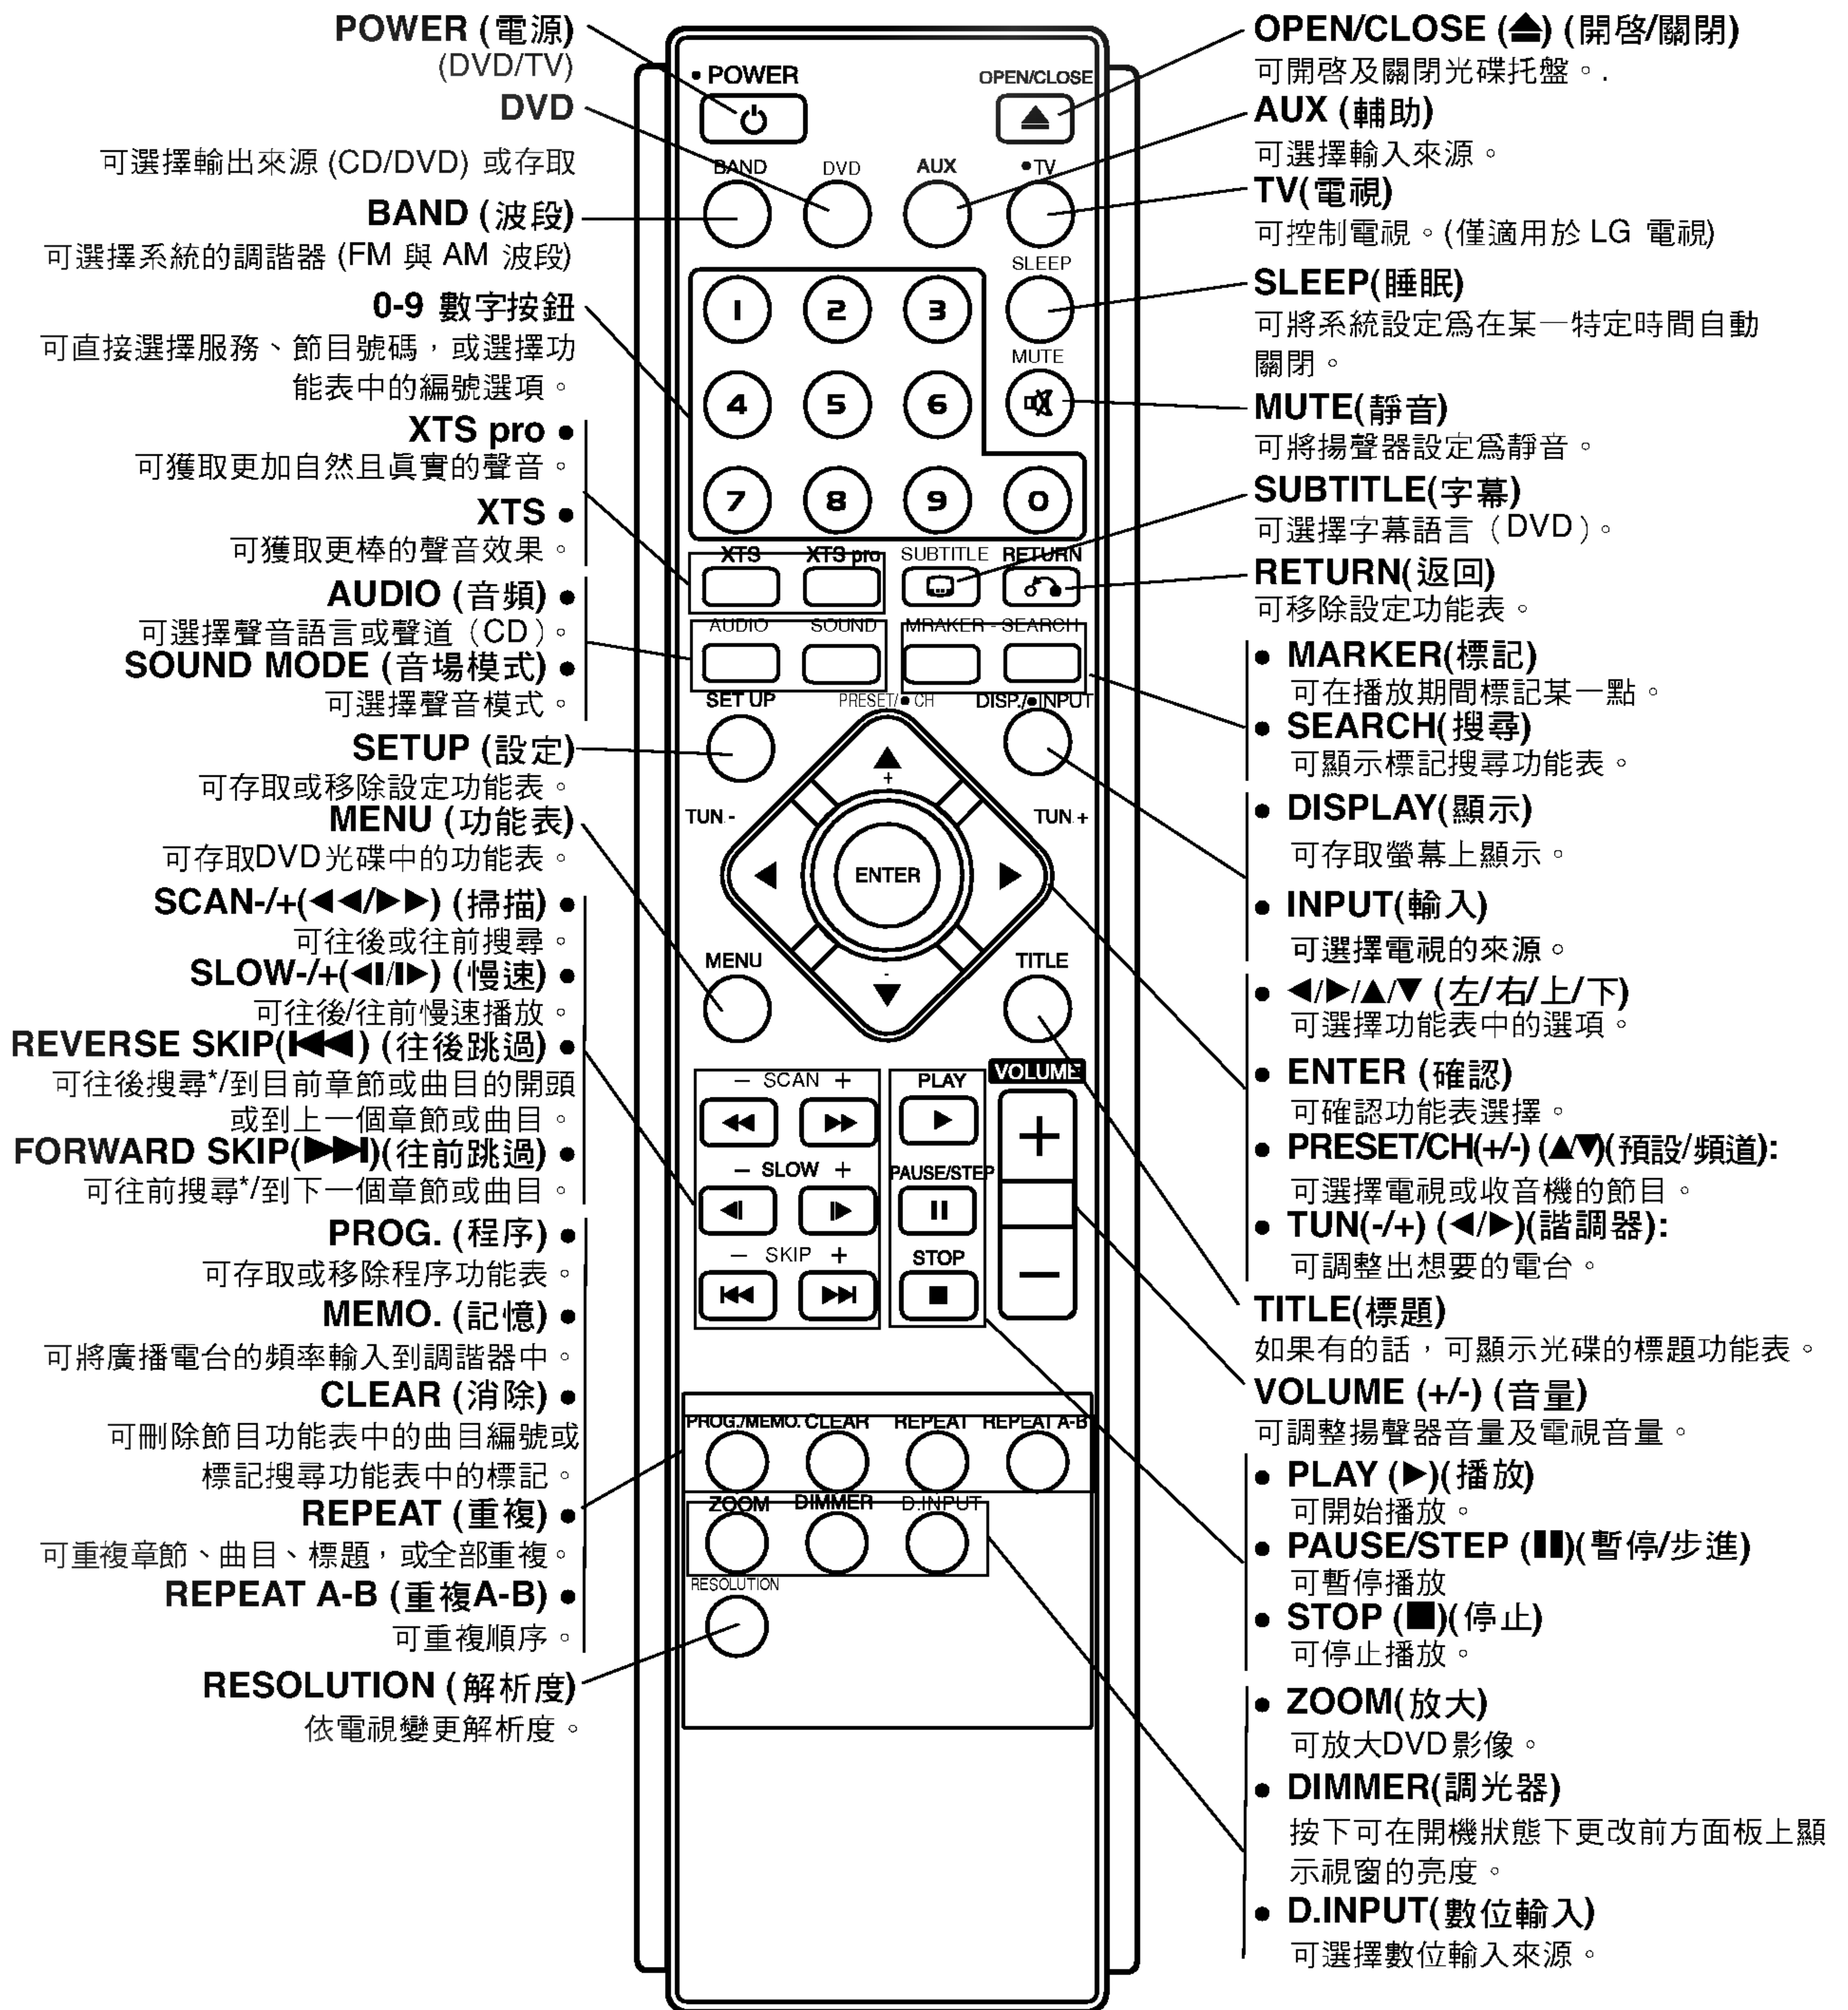 POWER (電源)
(DVD/TV)
DVD
可選擇輸出來源 (CD/DVD) 或存取
BAND (波段)
可選擇系統的調諧器 (FM 與 AM 波段)
0-9 數字按鈕
可直接選擇服務、節目號碼，或選擇功
能表中的編號選項。
XTS pro ●
可獲取更加自然且真實的聲音。
XTS ●
可獲取更棒的聲音效果。
AUDIO (音頻) ●
可選擇聲音語言或聲道（CD）。
SOUND MODE (音場模式) ●
可選擇聲音模式。
SETUP (設定)
可存取或移除設定功能表。
MENU (功能表)
可存取DVD光碟中的功能表。
SCAN-/+(◀◀/▶▶) (掃描) ●
可往後或往前搜尋。
SLOW-/+(◀I/I▶) (慢速) ●
可往後/往前慢速播放。
REVERSE SKIP(I◀◀) (往後跳過) ●
可往後搜尋*/到目前章節或曲目的開頭
或到上一個章節或曲目。
FORWARD SKIP(▶▶I)(往前跳過) ●
可往前搜尋*/到下一個章節或曲目。
PROG. (程序) ●
可存取或移除程序功能表。
MEMO. (記憶) ●
可將廣播電台的頻率輸入到調諧器中。
CLEAR (消除) ●
可刪除節目功能表中的曲目編號或
標記搜尋功能表中的標記。
REPEAT (重複) ●
可重複章節、曲目、標題，或全部重複。
REPEAT A-B (重複A-B) ●
可重複順序。
RESOLUTION (解析度)
依電視變更解析度。
● POWER
OPEN/CLOSE
BAND DVD AUX ● TV
SLEEP
1 2 3
MUTE
4 5 6
7 8 9 0
XTS XTS pro SUBTITLE RETURN
AUDIO SOUND MRAKER - SEARCH
SET UP PRESET/● CH DISP./● INPUT
+
TUN - TUN +
ENTER
MENU - TITLE
− SCAN + PLAY VOLUME
+
− SLOW + PAUSE/STEP
− SKIP + STOP
−
PROG./MEMO. CLEAR REPEAT REPEAT A-B
ZOOM DIMMER D.INPUT
RESOLUTION
OPEN/CLOSE (⏏) (開啓/關閉)
可開啓及關閉光碟托盤。.
AUX (輔助)
可選擇輸入來源。
TV(電視)
可控制電視。(僅適用於 LG 電視)
SLEEP(睡眠)
可將系統設定爲在某一特定時間自動
關閉。
MUTE(靜音)
可將揚聲器設定爲靜音。
SUBTITLE(字幕)
可選擇字幕語言（DVD）。
RETURN(返回)
可移除設定功能表。
● MARKER(標記)
可在播放期間標記某一點。
● SEARCH(搜尋)
可顯示標記搜尋功能表。
● DISPLAY(顯示)
可存取螢幕上顯示。
● INPUT(輸入)
可選擇電視的來源。
● ◀/▶/▲/▼ (左/右/上/下)
可選擇功能表中的選項。
● ENTER (確認)
可確認功能表選擇。
● PRESET/CH(+/-) (▲/▼)(預設/頻道):
可選擇電視或收音機的節目。
● TUN(-/+) (◀/▶)(諧調器):
可調整出想要的電台。
TITLE(標題)
如果有的話，可顯示光碟的標題功能表。
VOLUME (+/-) (音量)
可調整揚聲器音量及電視音量。
● PLAY (▶)(播放)
可開始播放。
● PAUSE/STEP (II)(暫停/步進)
可暫停播放
● STOP (■)(停止)
可停止播放。
● ZOOM(放大)
可放大DVD影像。
● DIMMER(調光器)
按下可在開機狀態下更改前方面板上顯
示視窗的亮度。
● D.INPUT(數位輸入)
可選擇數位輸入來源。